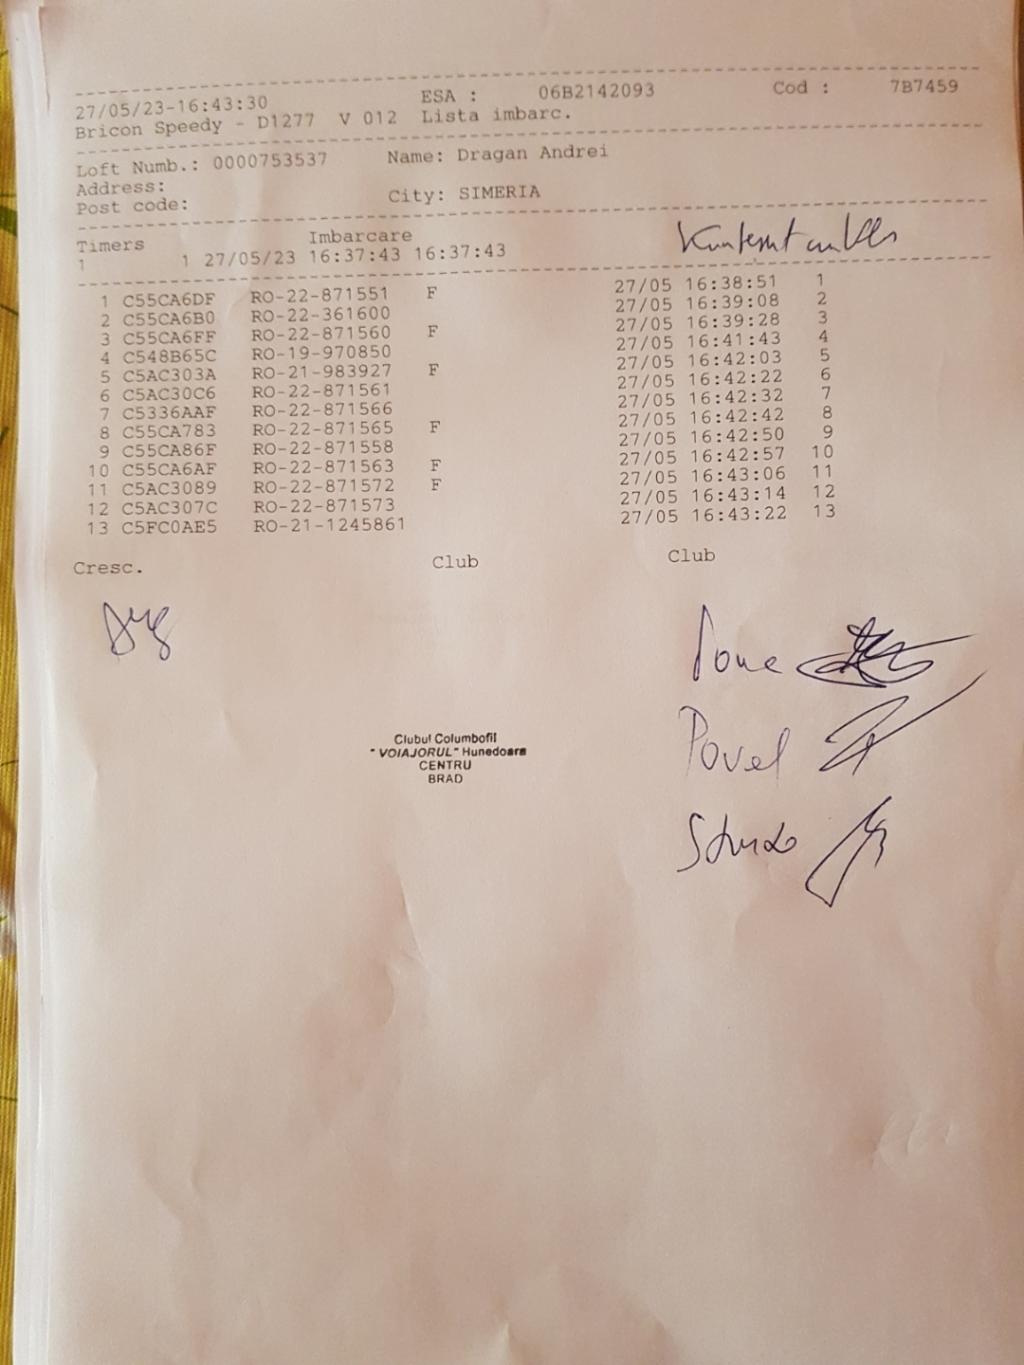 27/05/23-16:43:30 ESA : 06B2142093 Cod : 7B7459
Bricon Speedy - D1277 V 012 Lista imbarc.
Loft Numb.: 0000753537 Name: Dragan Andrei
Address:
Post code: City: SIMERIA
Timers Imbarcare
1 1 27/05/23 16:37:43 16:37:43
1 C55CA6DF RO-22-871551 F 27/05 16:38:51 1
2 C55CA6B0 RO-22-361600 27/05 16:39:08 2
3 C55CA6FF RO-22-871560 F 27/05 16:39:28 3
4 C548B65C RO-19-970850 27/05 16:41:43 4
5 C5AC303A RO-21-983927 F 27/05 16:42:03 5
6 C5AC30C6 RO-22-871561 27/05 16:42:22 6
7 C5336AAF RO-22-871566 27/05 16:42:32 7
8 C55CA783 RO-22-871565 F 27/05 16:42:42 8
9 C55CA86F RO-22-871558 27/05 16:42:50 9
10 C55CA6AF RO-22-871563 F 27/05 16:42:57 10
11 C5AC3089 RO-22-871572 F 27/05 16:43:06 11
12 C5AC307C RO-22-871573 27/05 16:43:14 12
13 C5FC0AE5 RO-21-1245861 27/05 16:43:22 13
Cresc. Club Club
Clubul Columbofil
"VOIAJORUL" Hunedoara
CENTRU
BRAD
Povel